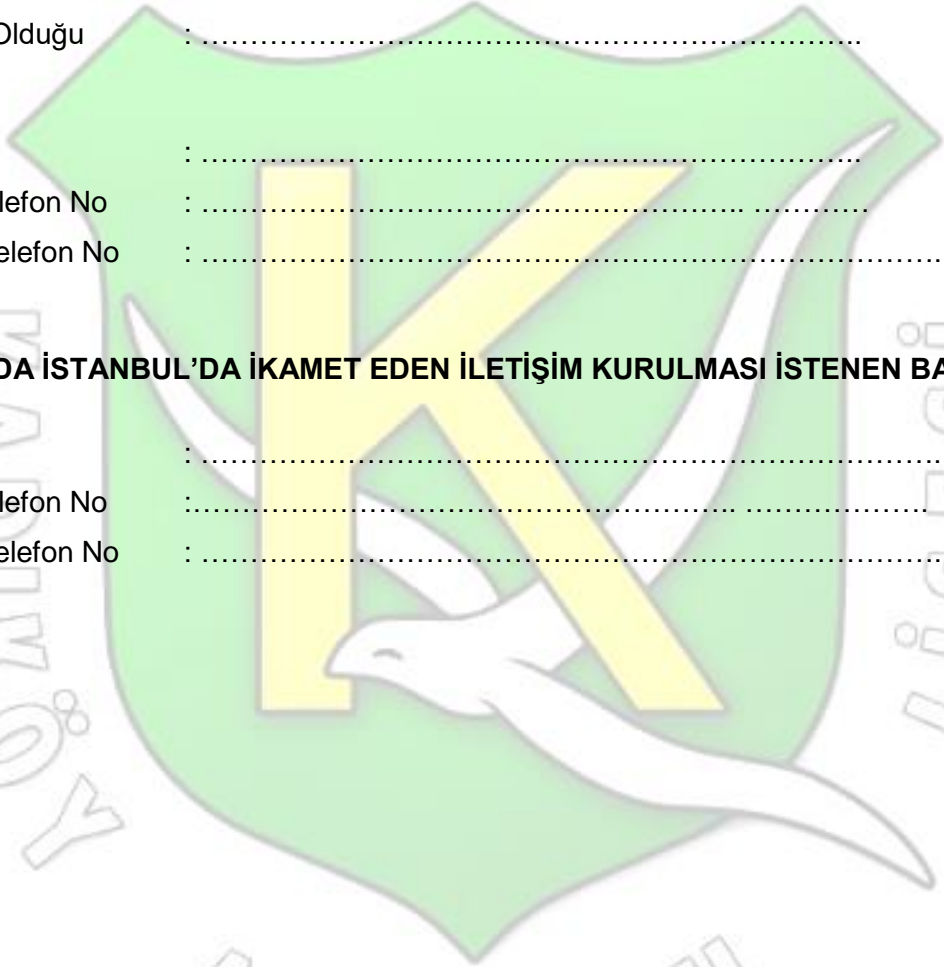 Olduğu : …………………………………………………………..
: …………………………………………………………..
lefon No : ……………………………………………….. …………
elefon No : ………………………………………………………………….
DA İSTANBUL’DA İKAMET EDEN İLETİŞİM KURULMASI İSTENEN BA
: ………………………………………………………………….
lefon No :……………………………………………….. ……………….
elefon No : ………………………………………………………………….
K
KADIKÖY